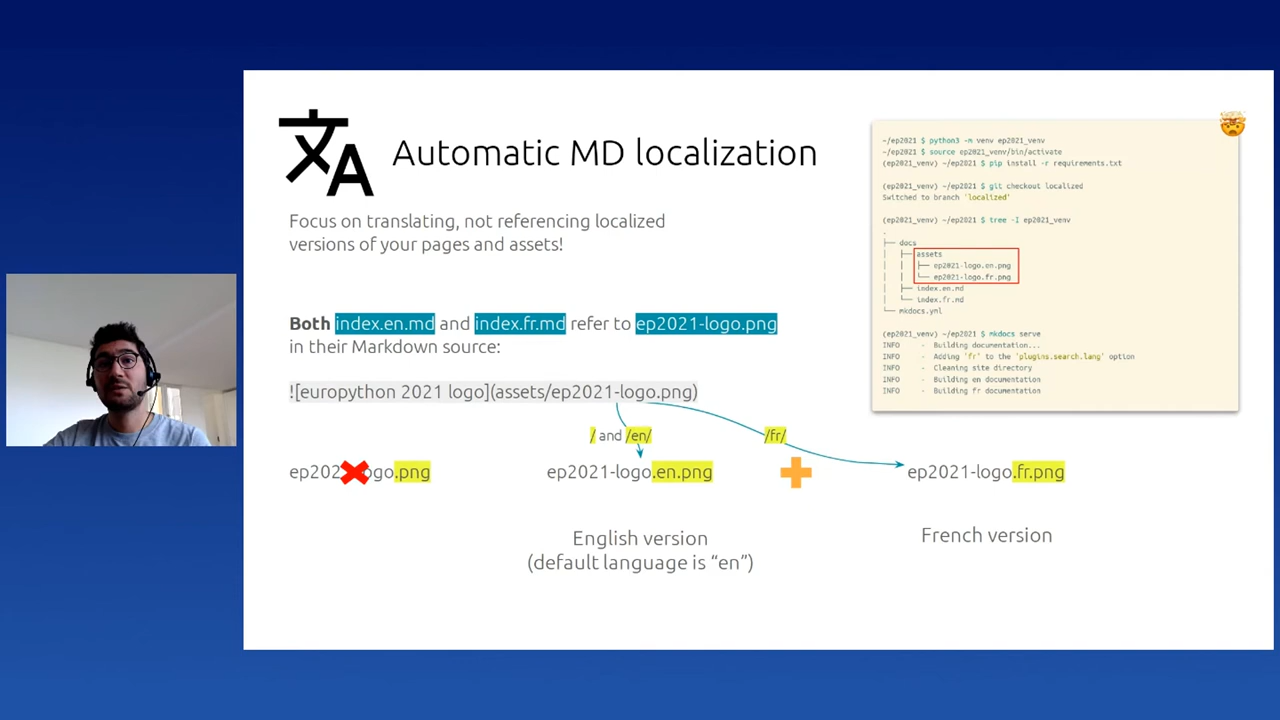 文A
Automatic MD localization
Focus on translating, not referencing localized
versions of your pages and assets!
Both index.en.md and index.fr.md refer to ep2021-logo.png
in their Markdown source:
![europython 2021 logo](assets/ep2021-logo.png)
/ and /en/
/fr/
ep202 ogo.png
ep2021-logo.en.png
ep2021-logo.fr.png
English version
(default language is “en”)
French version
~/ep2021 $ python3 -m venv ep2021_venv
~/ep2021 $ source ep2021_venv/bin/activate
(ep2021_venv) ~/ep2021 $ pip install -r requirements.txt
(ep2021_venv) ~/ep2021 $ git checkout localized
Switched to branch 'localized'
(ep2021_venv) ~/ep2021 $ tree -I ep2021_venv
.
├── docs
│   ├── assets
│   │   ├── ep2021-logo.en.png
│   │   └── ep2021-logo.fr.png
│   ├── index.en.md
│   └── index.fr.md
└── mkdocs.yml
(ep2021_venv) ~/ep2021 $ mkdocs serve
INFO - Building documentation...
INFO - Adding 'fr' to the 'plugins.search.lang' option
INFO - Cleaning site directory
INFO - Building en documentation
INFO - Building fr documentation